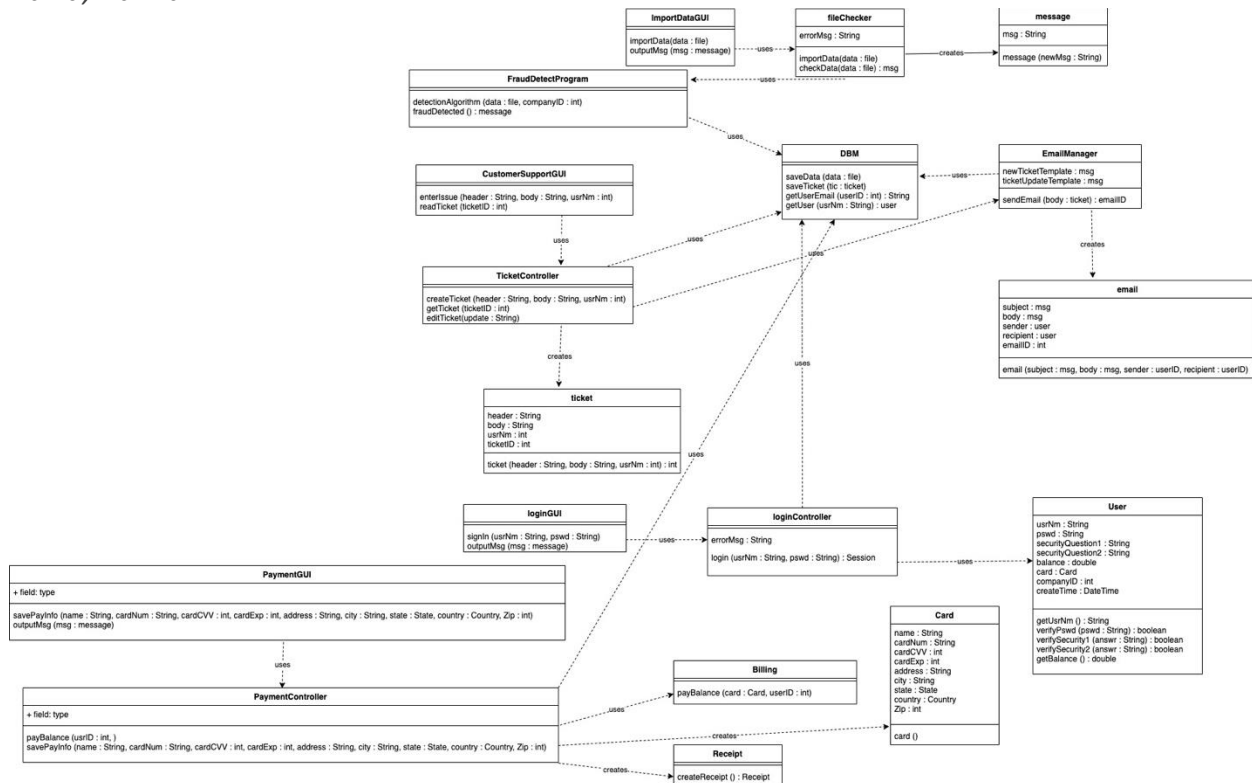 ImportDataGUI
importData(data : file)
outputMsg (msg : message)
uses
fileChecker
errorMsg : String
importData(data : file)
checkData(data : file) : msg
creates
message
msg : String
message (newMsg : String)
uses
FraudDetectProgram
detectionAlgorithm (data : file, companyID : int)
fraudDetected () : message
uses
DBM
saveData (data : file)
saveTicket (tic : ticket)
getUserEmail (userID : int) : String
getUser (usrNm : String) : user
uses
EmailManager
newTicketTemplate : msg
ticketUpdateTemplate : msg
sendEmail (body : ticket) : emailID
CustomerSupportGUI
enterIssue (header : String, body : String, usrNm : int)
readTicket (ticketID : int)
uses
uses
uses
creates
TicketController
createTicket (header : String, body : String, usrNm : int)
getTicket (ticketID : int)
editTicket(update : String)
email
subject : msg
body : msg
sender : user
recipient : user
emailID : int
email (subject : msg, body : msg, sender : userID, recipient : userID)
creates
uses
ticket
header : String
body : String
usrNm : int
ticketID : int
ticket (header : String, body : String, usrNm : int) : int
uses
loginGUI
signIn (usrNm : String, pswd : String)
outputMsg (msg : message)
uses
loginController
errorMsg : String
login (usrNm : String, pswd : String) : Session
uses
User
usrNm : String
pswd : String
securityQuestion1 : String
securityQuestion2 : String
balance : double
card : Card
companyID : int
createTime : DateTime
getUsrNm () : String
verifyPswd (pswd : String) : boolean
verifySecurity1 (answr : String) : boolean
verifySecurity2 (answr : String) : boolean
getBalance () : double
PaymentGUI
+ field: type
savePayInfo (name : String, cardNum : String, cardCVV : int, cardExp : int, address : String, city : String, state : State, country : Country, Zip : int)
outputMsg (msg : message)
uses
Card
name : String
cardNum : String
cardCVV : int
cardExp : int
address : String
city : String
state : State
country : Country
Zip : int
card ()
PaymentController
+ field: type
payBalance (usrID : int, )
savePayInfo (name : String, cardNum : String, cardCVV : int, cardExp : int, address : String, city : String, state : State, country : Country, Zip : int)
uses
Billing
payBalance (card : Card, userID : int)
creates
creates
Receipt
createReceipt () : Receipt